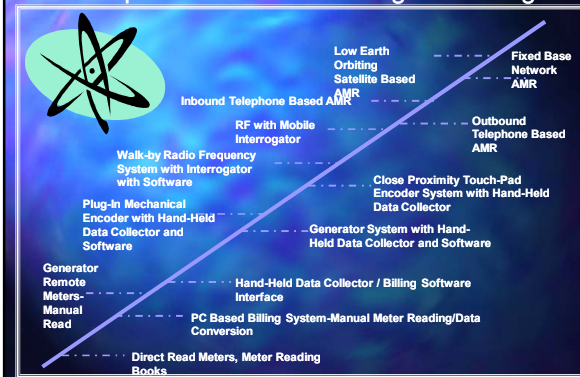 Low Earth
Orbiting
Satellite Based
AMR
Fixed Base
Network
AMR
Inbound Telephone Based AMR
RF with Mobile
Interrogator
Outbound
Telephone Based
AMR
Walk-by Radio Frequency
System with Interrogator
with Software
Close Proximity Touch-Pad
Encoder System with Hand-Held
Data Collector
Plug-In Mechanical
Encoder with Hand-Held
Data Collector and
Software
Generator System with Hand-
Held Data Collector and Software
Generator
Remote
Meters-
Manual
Read
Hand-Held Data Collector / Billing Software
Interface
PC Based Billing System-Manual Meter Reading/Data
Conversion
Direct Read Meters, Meter Reading
Books